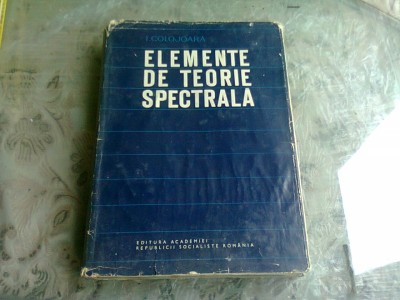 I. COLOJOARĂ
ELEMENTE
DE TEORIE
SPECTRALĂ
EDITURA ACADEMIEI
REPUBLICII SOCIALISTE ROMÂNIA